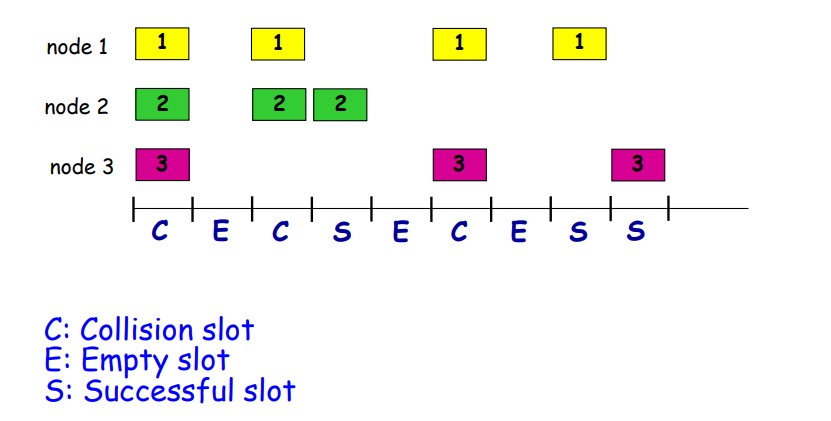 node 1 1 1 1 1
node 2 2 2 2
node 3 3 3 3
C E C S E C E S S
C: Collision slot
E: Empty slot
S: Successful slot